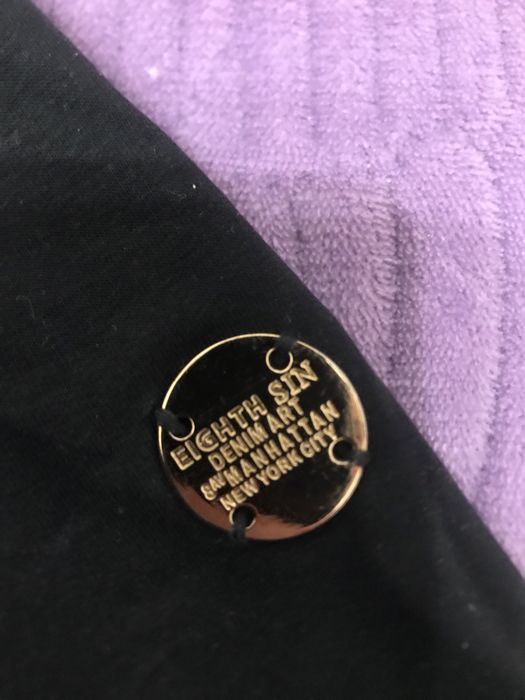 EIGHTH SIN
DENIM ART
8AV MANHATTAN
NEW YORK CITY